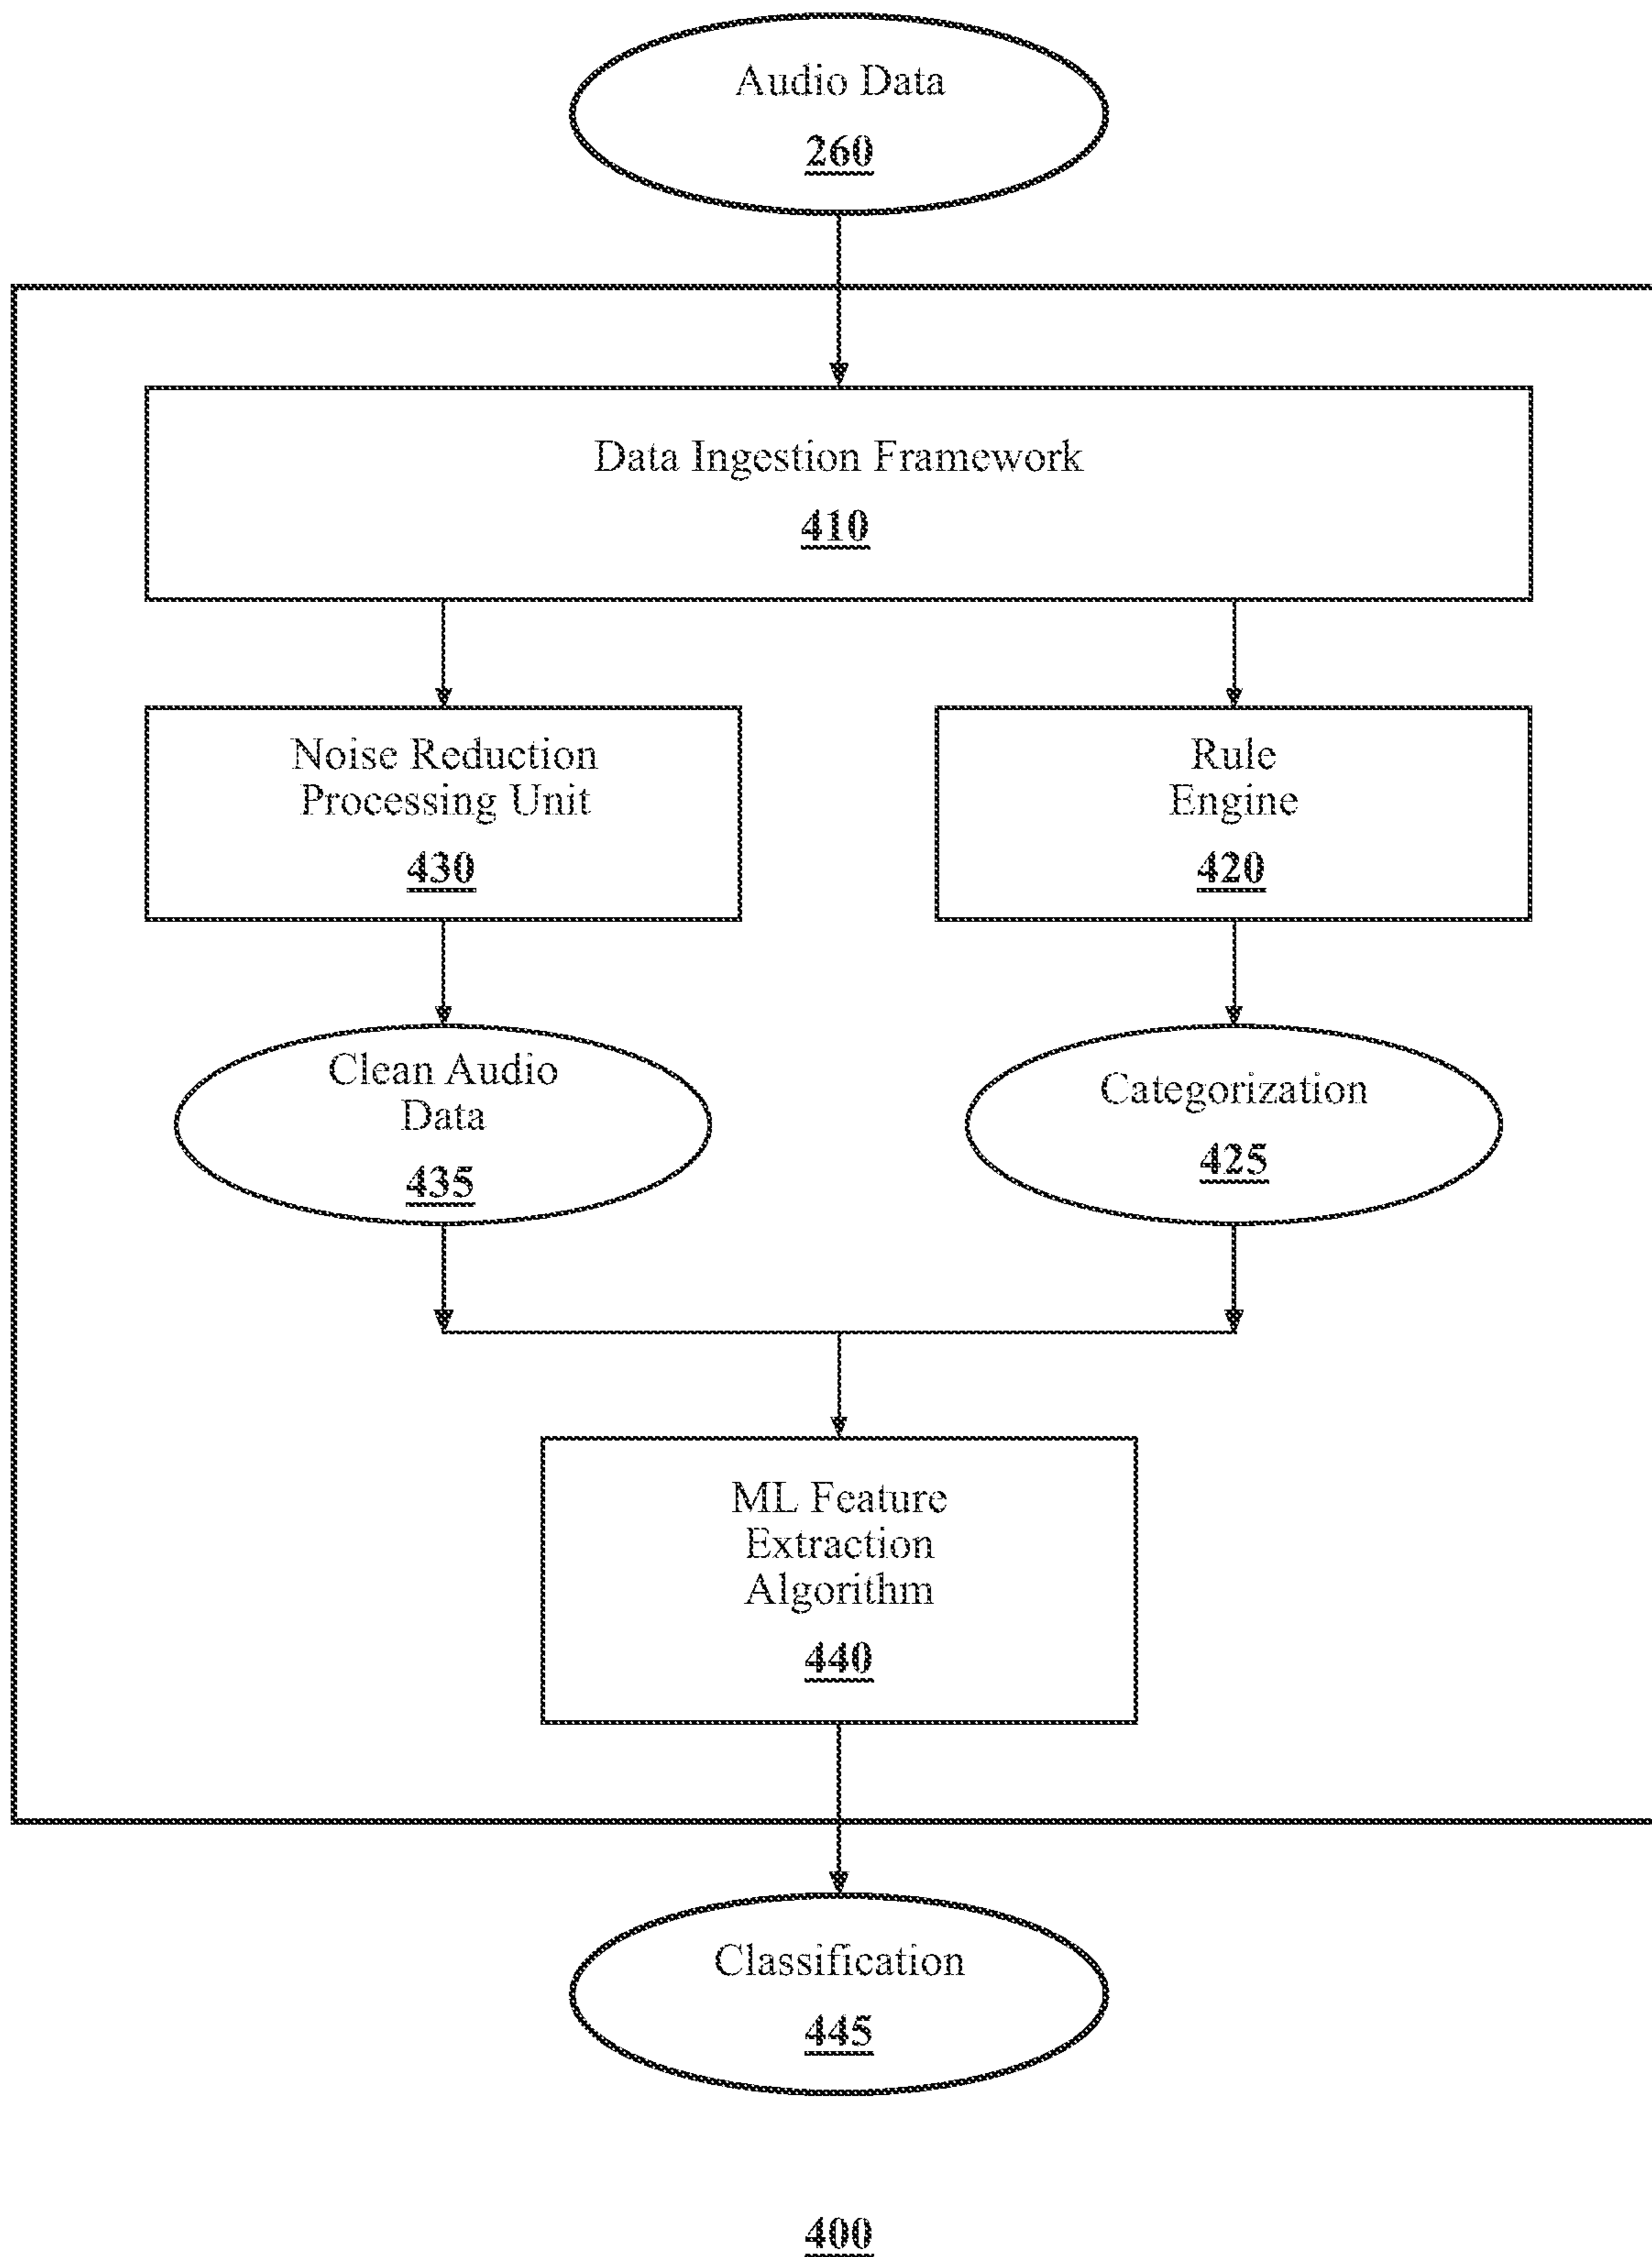 Audio Data
260
Data Ingestion Framework
410
Noise Reduction
Processing Unit
430
Rule
Engine
420
Clean Audio
Data
435
Categorization
425
ML Feature
Extraction
Algorithm
440
Classification
445
400